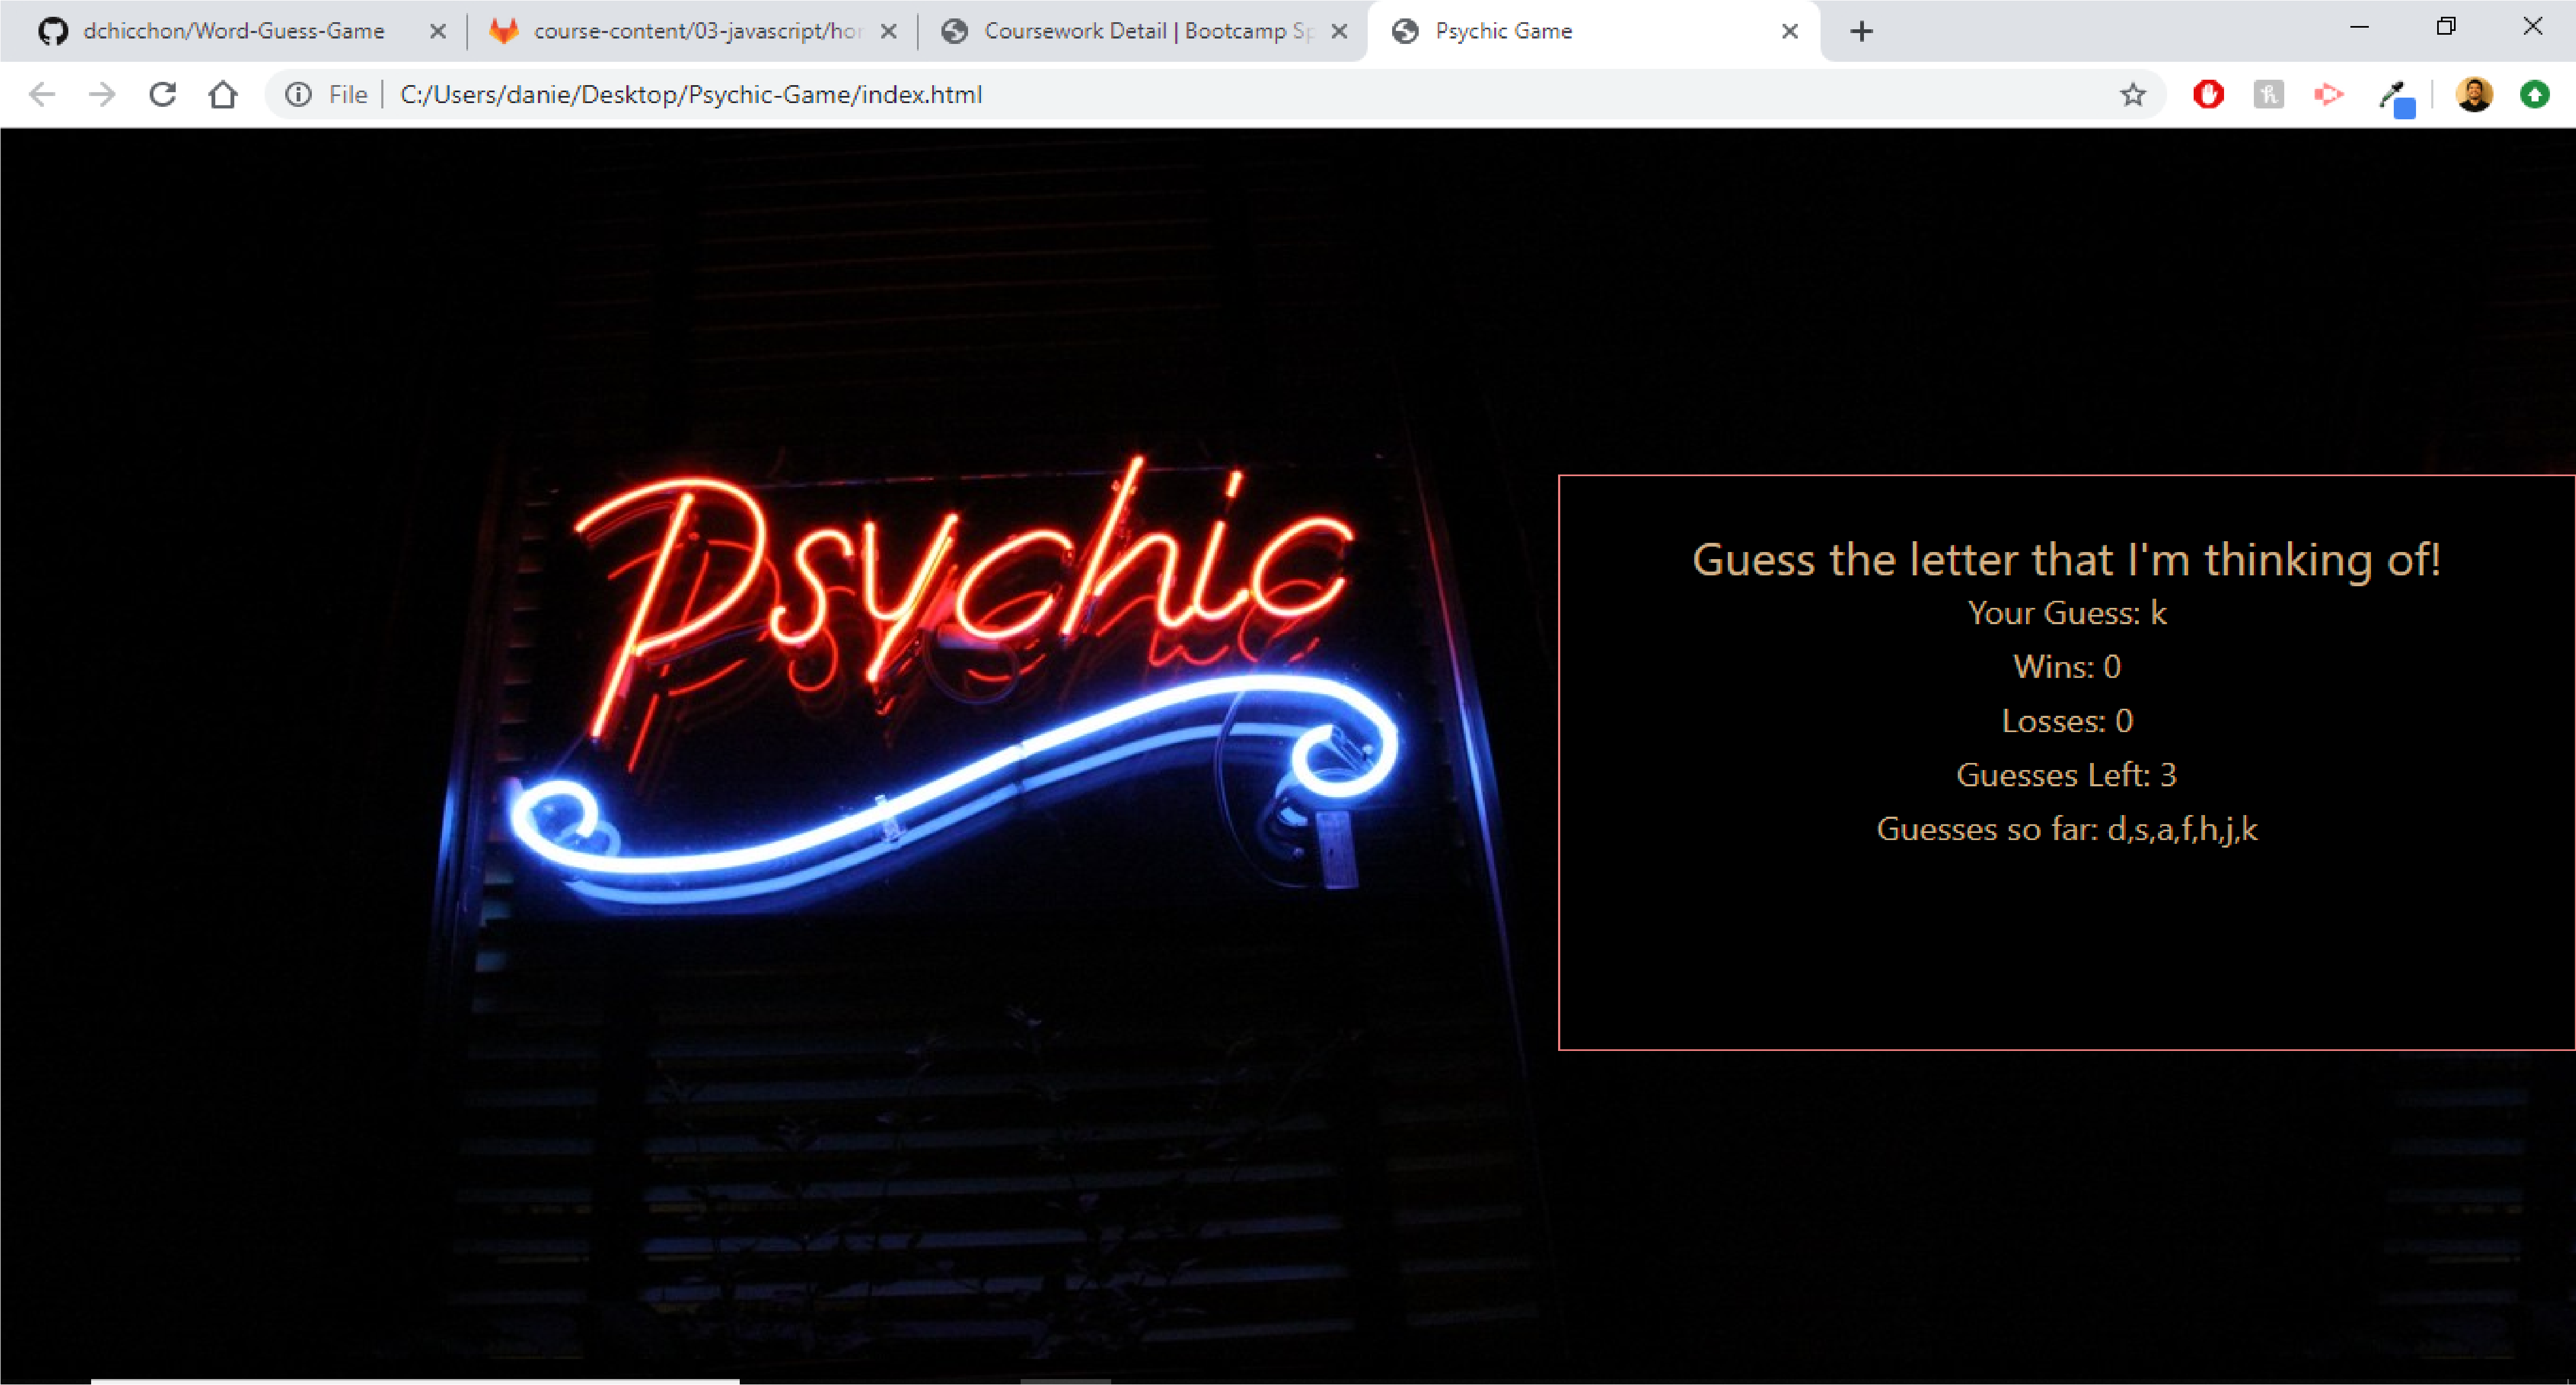 dchicchon/Word-Guess-Game
course-content/03-javascript/hor
Coursework Detail | Bootcamp Sp
Psychic Game
File
C:/Users/danie/Desktop/Psychic-Game/index.html
Psychic
Guess the letter that I'm thinking of!
Your Guess: k
Wins: 0
Losses: 0
Guesses Left: 3
Guesses so far: d,s,a,f,h,j,k